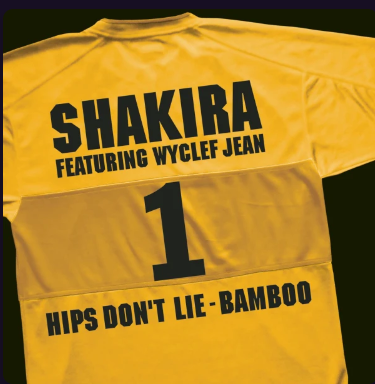 SHAKIRA
FEATURING WYCLEF JEAN
1
HIPS DON'T LIE - BAMBOO